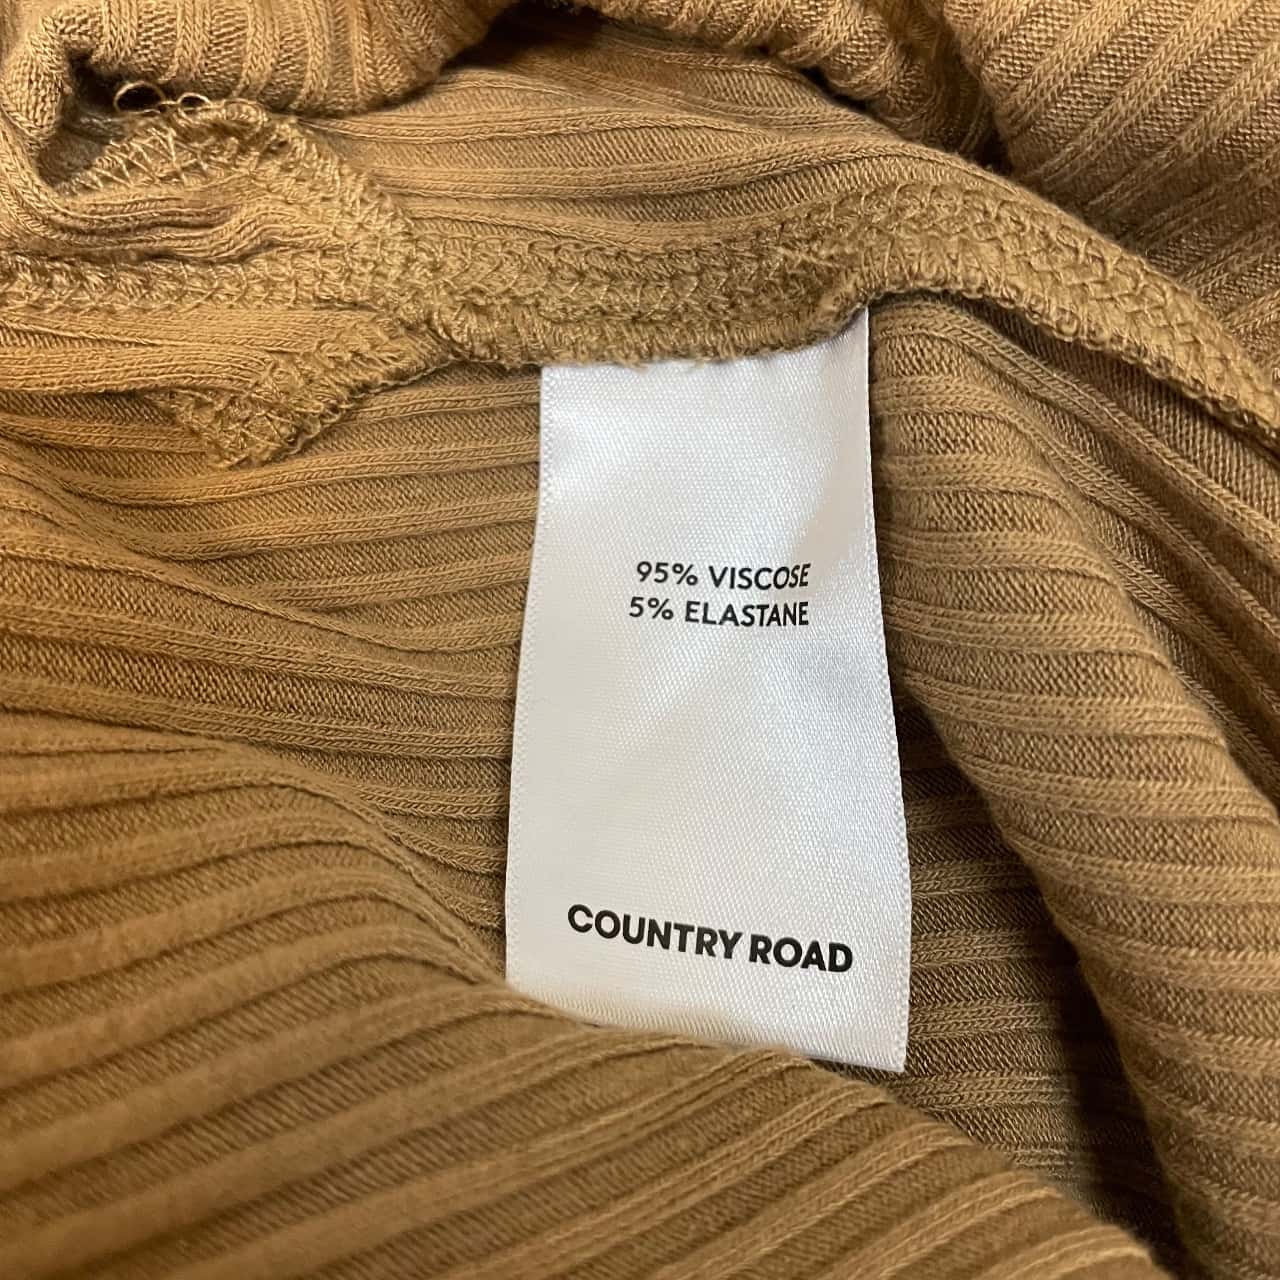 95% VISCOSE
5% ELASTANE
COUNTRY ROAD